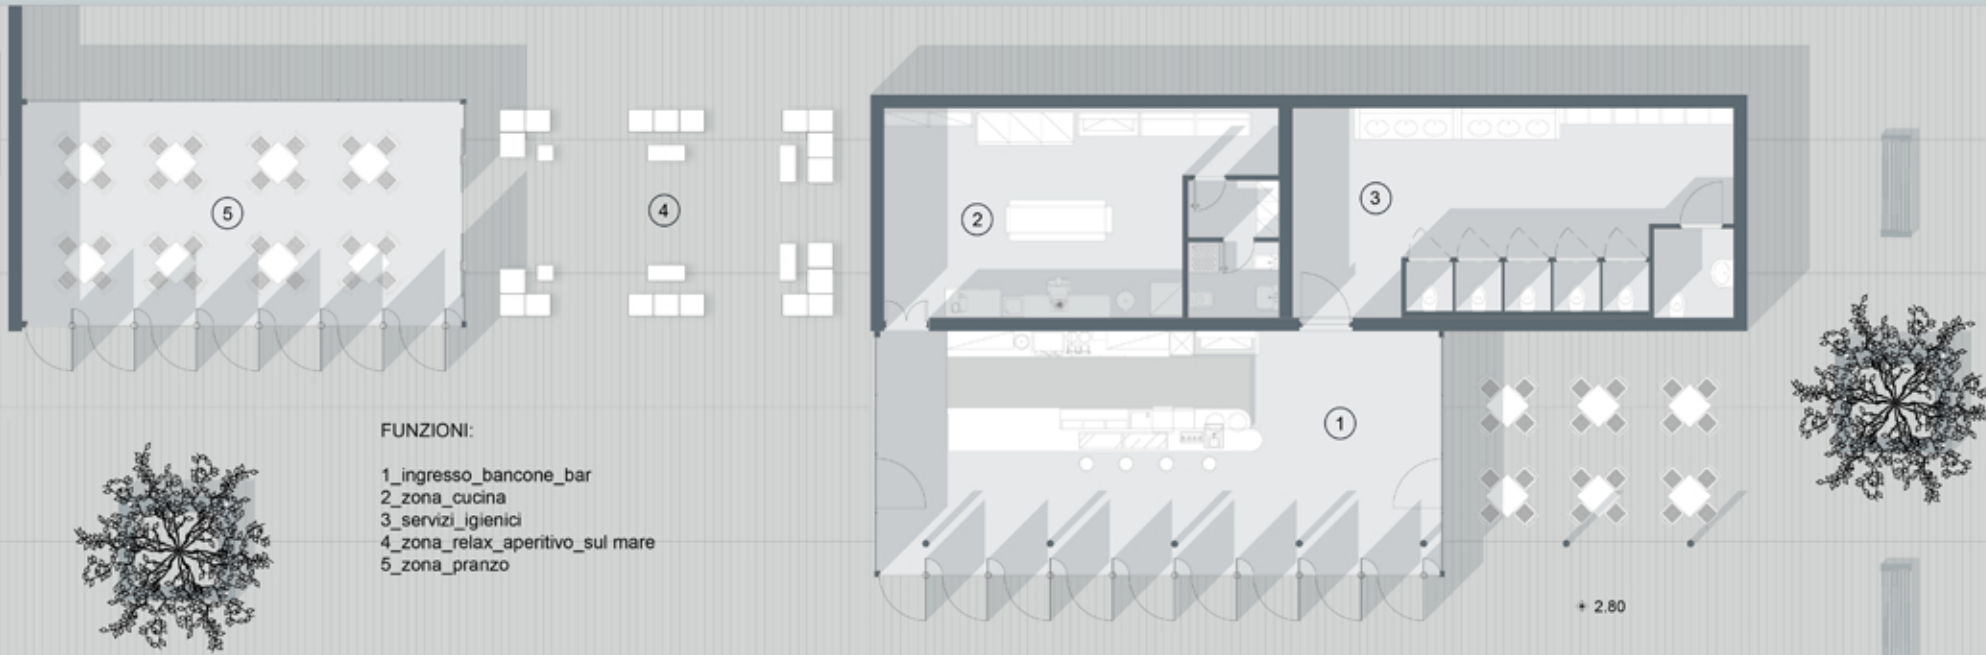 5
4
2
3
1
FUNZIONI:
1_ingresso_bancone_bar
2_zona_cucina
3_servizi_igienici
4_zona_relax_aperitivo_sul mare
5_zona_pranzo
2.80